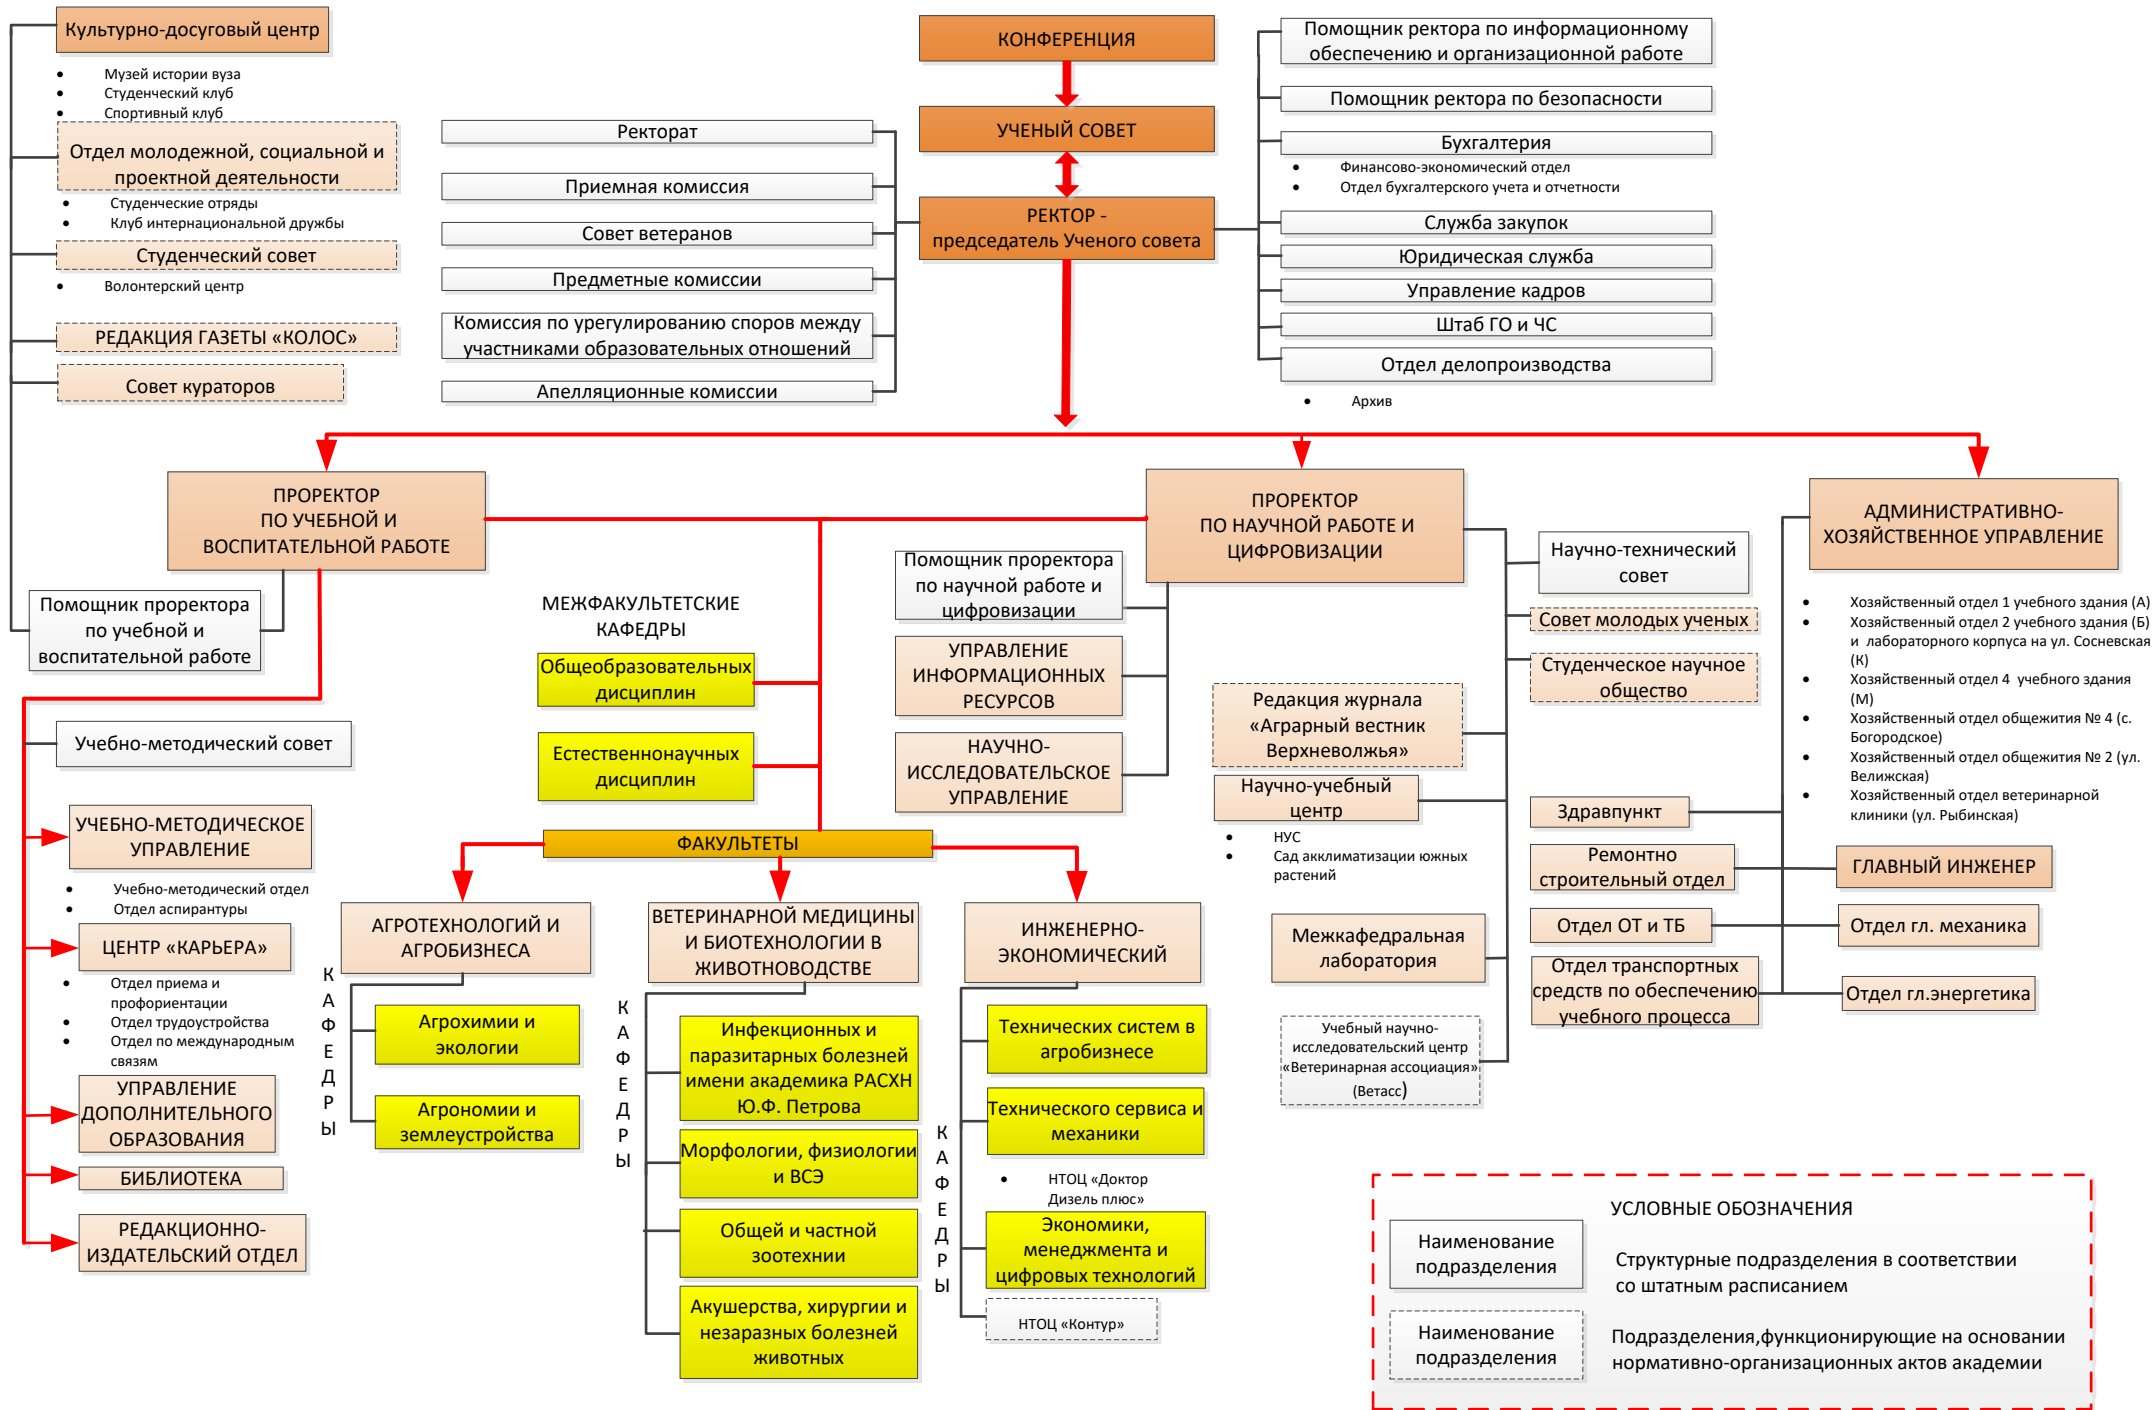 Культурно-досуговый центр
• Музей истории вуза
• Студенческий клуб
• Спортивный клуб
Отдел молодежной, социальной и
проектной деятельности
• Студенческие отряды
• Клуб интернациональной дружбы
Студенческий совет
• Волонтерский центр
РЕДАКЦИЯ ГАЗЕТЫ «КОЛОС»
Совет кураторов
Ректорат
Приемная комиссия
Совет ветеранов
Предметные комиссии
Комиссия по урегулированию споров между
участниками образовательных отношений
Апелляционные комиссии
КОНФЕРЕНЦИЯ
УЧЕНЫЙ СОВЕТ
РЕКТОР -
председатель Ученого совета
Помощник ректора по информационному
обеспечению и организационной работе
Помощник ректора по безопасности
Бухгалтерия
• Финансово-экономический отдел
• Отдел бухгалтерского учета и отчетности
Служба закупок
Юридическая служба
Управление кадров
Штаб ГО и ЧС
Отдел делопроизводства
• Архив
ПРОРЕКТОР
ПО УЧЕБНОЙ И
ВОСПИТАТЕЛЬНОЙ РАБОТЕ
Помощник проректора
по учебной и
воспитательной работе
Учебно-методический совет
УЧЕБНО-МЕТОДИЧЕСКОЕ
УПРАВЛЕНИЕ
• Учебно-методический отдел
• Отдел аспирантуры
ЦЕНТР «КАРЬЕРА»
• Отдел приема и
профориентации
• Отдел трудоустройства
• Отдел по международным
связям
УПРАВЛЕНИЕ
ДОПОЛНИТЕЛЬНОГО
ОБРАЗОВАНИЯ
БИБЛИОТЕКА
РЕДАКЦИОННО-
ИЗДАТЕЛЬСКИЙ ОТДЕЛ
МЕЖФАКУЛЬТЕТСКИЕ
КАФЕДРЫ
Общеобразовательных
дисциплин
Естественнонаучных
дисциплин
ФАКУЛЬТЕТЫ
АГРОТЕХНОЛОГИЙ И
АГРОБИЗНЕСА
К
А
Ф
Е
Д
Р
Ы
Агрохимии и
экологии
Агрономии и
землеустройства
ВЕТЕРИНАРНОЙ МЕДИЦИНЫ
И БИОТЕХНОЛОГИИ В
ЖИВОТНОВОДСТВЕ
К
А
Ф
Е
Д
Р
Ы
Инфекционных и
паразитарных болезней
имени академика РАСХН
Ю.Ф. Петрова
Морфологии, физиологии
и ВСЭ
Общей и частной
зоотехнии
Акушерства, хирургии и
незаразных болезней
животных
ИНЖЕНЕРНО-
ЭКОНОМИЧЕСКИЙ
К
А
Ф
Е
Д
Р
Ы
Технических систем в
агробизнесе
Технического сервиса и
механики
• НТОЦ «Доктор
Дизель плюс»
Экономики,
менеджмента и
цифровых технологий
НТОЦ «Контур»
ПРОРЕКТОР
ПО НАУЧНОЙ РАБОТЕ И
ЦИФРОВИЗАЦИИ
Помощник проректора
по научной работе и
цифровизации
УПРАВЛЕНИЕ
ИНФОРМАЦИОННЫХ
РЕСУРСОВ
НАУЧНО-
ИССЛЕДОВАТЕЛЬСКОЕ
УПРАВЛЕНИЕ
Научно-технический
совет
Совет молодых ученых
Студенческое научное
общество
Редакция журнала
«Аграрный вестник
Верхневолжья»
Научно-учебный
центр
• НУС
• Сад акклиматизации южных
растений
Межкафедральная
лаборатория
Учебный научно-
исследовательский центр
«Ветеринарная ассоциация»
(Ветасс)
АДМИНИСТРАТИВНО-
ХОЗЯЙСТВЕННОЕ УПРАВЛЕНИЕ
• Хозяйственный отдел 1 учебного здания (А)
• Хозяйственный отдел 2 учебного здания (Б)
и лабораторного корпуса на ул. Сосневская
(К)
• Хозяйственный отдел 4 учебного здания
(М)
• Хозяйственный отдел общежития № 4 (с.
Богородское)
• Хозяйственный отдел общежития № 2 (ул.
Велижская)
• Хозяйственный отдел ветеринарной
клиники (ул. Рыбинская)
Здравпункт
Ремонтно
строительный отдел
ГЛАВНЫЙ ИНЖЕНЕР
Отдел ОТ и ТБ
Отдел гл. механика
Отдел транспортных
средств по обеспечению
учебного процесса
Отдел гл.энергетика
УСЛОВНЫЕ ОБОЗНАЧЕНИЯ
Наименование
подразделения
Структурные подразделения в соответствии
со штатным расписанием
Наименование
подразделения
Подразделения,функционирующие на основании
нормативно-организационных актов академии